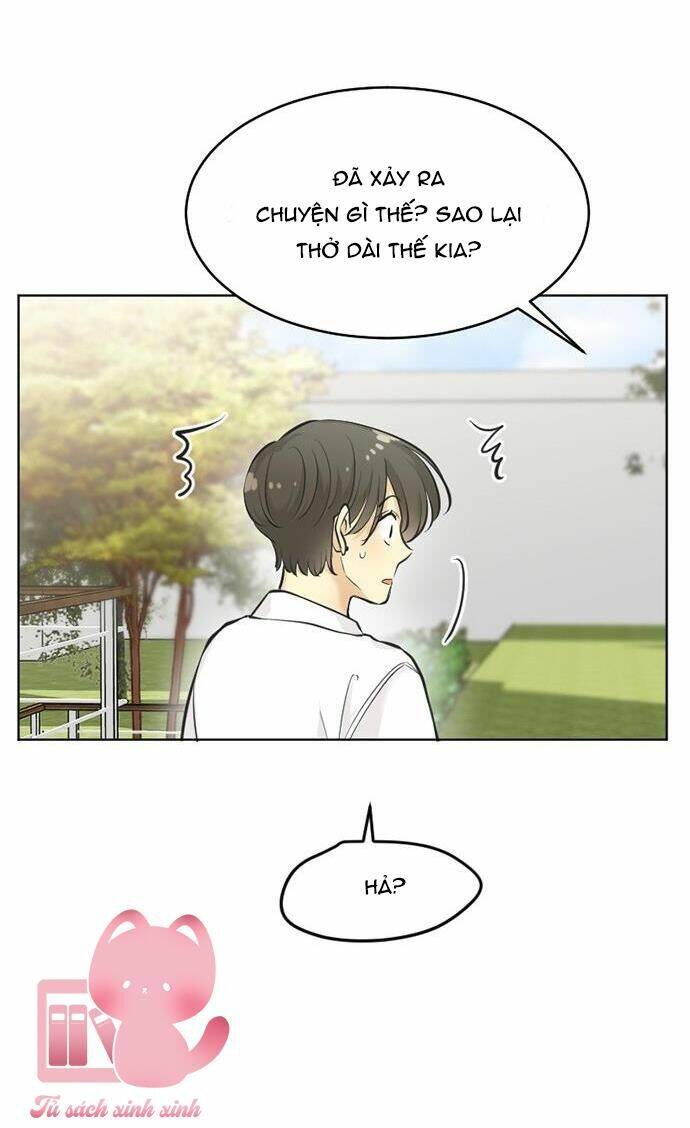 ĐÃ XẢY RA
CHUYỆN GÌ THẾ? SAO LẠI
THỞ DÀI THẾ KIA?
HẢ?
Tủ sách xinh xinh